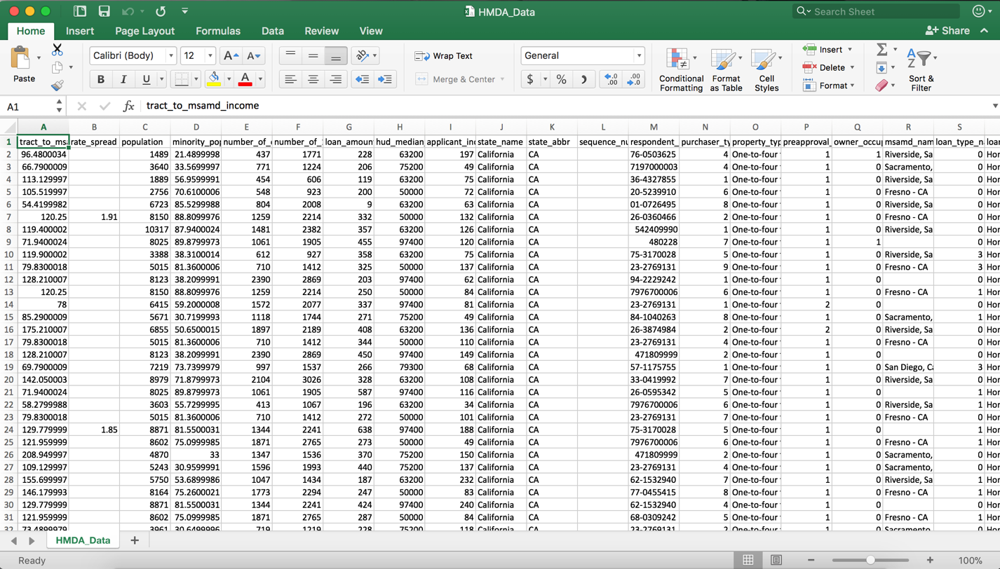 HMDA_Data
Search Sheet
Home Insert Page Layout Formulas Data Review View
Share
Paste
Calibri (Body) 12 A A
B I U A
Wrap Text
Merge & Center
General
$ % )
Conditional Formatting
Format as Table
Cell Styles
Insert
Delete
Format
Sort & Filter
A1 fx tract_to_msamd_income
A B C D E F G H I J K L M N O P Q R S
1 tract_to_msa rate_spread population minority_pop number_of_o number_of_ loan_amount hud_median applicant_inc state_name state_abbr sequence_nu respondent_ purchaser_ty property_typ preapproval_ owner_occup msamd_nam loan_type_n loan
2 96.4800034 1489 21.4899998 437 1771 228 63200 197 California CA 76-0503625 4 One-to-four 1 1 Riverside, Sa 0 Hor
3 66.7900009 3640 33.5699997 771 1224 206 75200 49 California CA 7197000003 4 One-to-four 1 0 Sacramento, 0 Hor
4 113.129997 1889 56.9599991 454 606 119 63200 75 California CA 36-4327855 1 One-to-four 1 0 Riverside, Sa 0 Hor
5 105.519997 2756 70.6100006 548 923 200 50000 72 California CA 20-5239910 6 One-to-four 1 0 Fresno - CA 0 Hor
6 54.4199982 6723 85.5299988 804 2008 9 63200 63 California CA 01-0726495 8 One-to-four 1 0 Riverside, Sa 0 Hor
7 120.25 1.91 8150 88.8099976 1259 2214 332 50000 132 California CA 26-0360466 2 One-to-four 1 0 Fresno - CA 0 Hor
8 119.400002 10317 87.9400024 1481 2382 357 63200 126 California CA 542409990 1 One-to-four 1 0 Riverside, Sa 0 Hor
9 71.9400024 8025 89.8799973 1061 1905 455 97400 120 California CA 480228 7 One-to-four 1 1 0 Hor
10 119.900002 3388 38.3100014 612 927 358 63200 75 California CA 75-3170028 5 One-to-four 1 0 Riverside, Sa 3 Hor
11 79.8300018 5015 81.3600006 710 1412 325 50000 137 California CA 23-2769131 9 One-to-four 1 0 Fresno - CA 3 Hor
12 128.210007 8123 38.2099991 2390 2869 203 97400 62 California CA 94-2229242 1 One-to-four 1 0 0 Hor
13 120.25 8150 88.8099976 1259 2214 250 50000 84 California CA 7976700006 6 One-to-four 1 0 Fresno - CA 1 Hor
14 78 6415 59.2000008 1572 2077 337 97400 81 California CA 23-2769131 1 One-to-four 2 0 0 Hor
15 85.2900009 5671 30.7199993 1118 1744 271 75200 49 California CA 84-1040263 8 One-to-four 1 0 Sacramento, 1 Hor
16 175.210007 6855 50.6500015 1897 2189 408 63200 136 California CA 26-3874984 2 One-to-four 2 0 Riverside, Sa 0 Hor
17 79.8300018 5015 81.3600006 710 1412 344 50000 110 California CA 23-2769131 4 One-to-four 1 0 Fresno - CA 0 Hor
18 128.210007 8123 38.2099991 2390 2869 450 97400 149 California CA 471809999 2 One-to-four 1 0 0 Hor
19 69.7900009 7219 73.7399979 997 1537 266 79300 68 California CA 57-1175755 1 One-to-four 1 0 San Diego, Ca 3 Hor
20 142.050003 8979 71.8799973 2104 3026 328 63200 108 California CA 33-0419992 7 One-to-four 1 0 Riverside, Sa 0 Hor
21 71.9400024 8025 89.8799973 1061 1905 587 97400 116 California CA 26-0595342 5 One-to-four 1 0 1 Hor
22 58.2799988 3603 55.7299995 413 1067 196 63200 34 California CA 7976700006 6 One-to-four 1 0 Riverside, Sa 1 Hor
23 79.8300018 5015 81.3600006 710 1412 272 50000 101 California CA 23-2769131 7 One-to-four 1 0 Fresno - CA 1 Hor
24 129.779999 1.85 8871 81.5500031 1344 2241 638 97400 188 California CA 75-3170028 5 One-to-four 1 0 1 Hor
25 121.959999 8602 75.0999985 1871 2765 273 50000 49 California CA 7976700006 6 One-to-four 1 0 Fresno - CA 1 Hor
26 208.949997 4870 33 1347 1536 370 75200 150 California CA 471809999 2 One-to-four 1 0 Sacramento, 0 Hor
27 109.129997 5243 30.9599991 1596 1993 440 75200 137 California CA 23-2769131 4 One-to-four 1 0 Sacramento, 0 Hor
28 155.699997 5750 53.6899986 1047 1434 187 63200 232 California CA 62-1532940 7 One-to-four 1 0 Riverside, Sa 1 Hor
29 146.179993 8164 75.2600021 1773 2294 247 50000 83 California CA 77-0455415 8 One-to-four 1 0 Fresno - CA 1 Hor
30 129.779999 8871 81.5500031 1344 2241 424 97400 240 California CA 62-1532940 4 One-to-four 1 0 0 Hor
31 121.959999 8602 75.0999985 1871 2765 287 50000 84 California CA 68-0309242 5 One-to-four 1 0 Fresno - CA 1 Hor
32 73.4899979 3961 30.6499996 719 1219 228 75200 118 California CA 23-2769131 2 One-to-four 1 0 Sacramento 0 Hor
HMDA_Data
Ready 100%